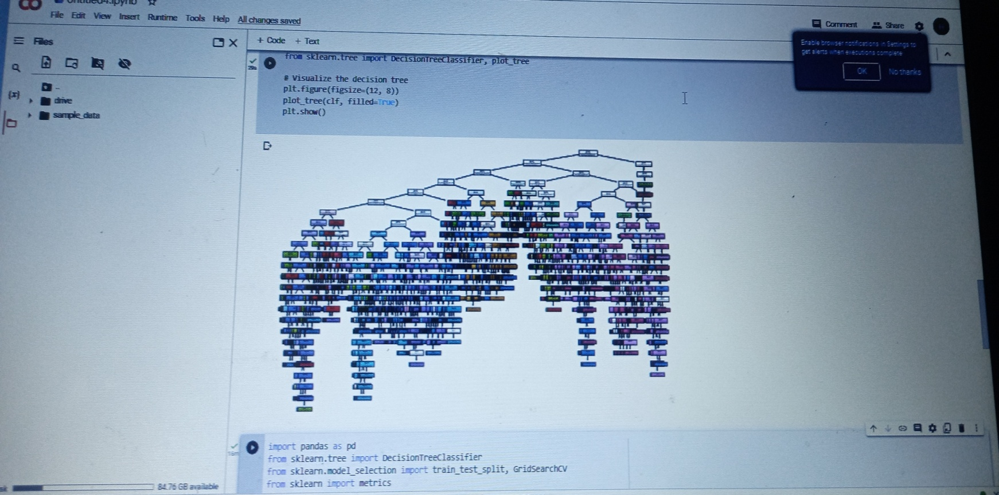 Untitled4.ipynb
File Edit View Insert Runtime Tools Help All changes saved
Comment Share
Files
+ Code + Text
Enable browser notifications in Settings to
get alerts when executions complete
OK No thanks
from sklearn.tree import DecisionTreeClassifier, plot_tree
# Visualize the decision tree
plt.figure(figsize=(12, 8))
plot_tree(clf, filled=True)
plt.show()
{x}
..
drive
sample_data
import pandas as pd
from sklearn.tree import DecisionTreeClassifier
from sklearn.model_selection import train_test_split, GridSearchCV
from sklearn import metrics
84.76 GB available